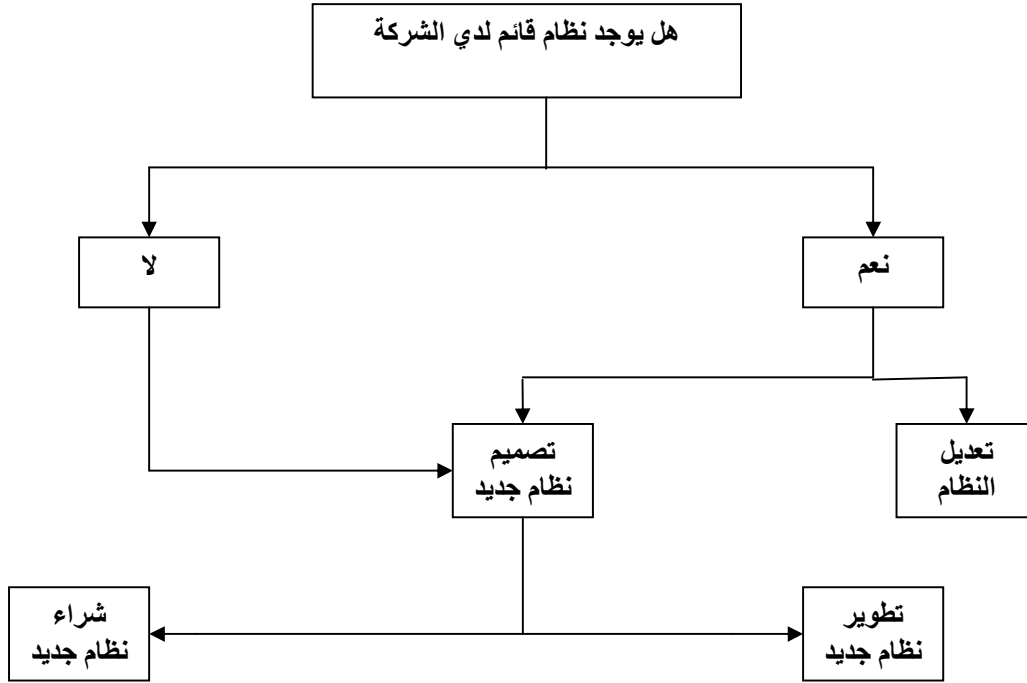 هل يوجد نظام قائم لدي الشركة
نعم
لا
تصميم
نظام جديد
تعديل
النظام
تطوير
نظام جديد
شراء
نظام جديد